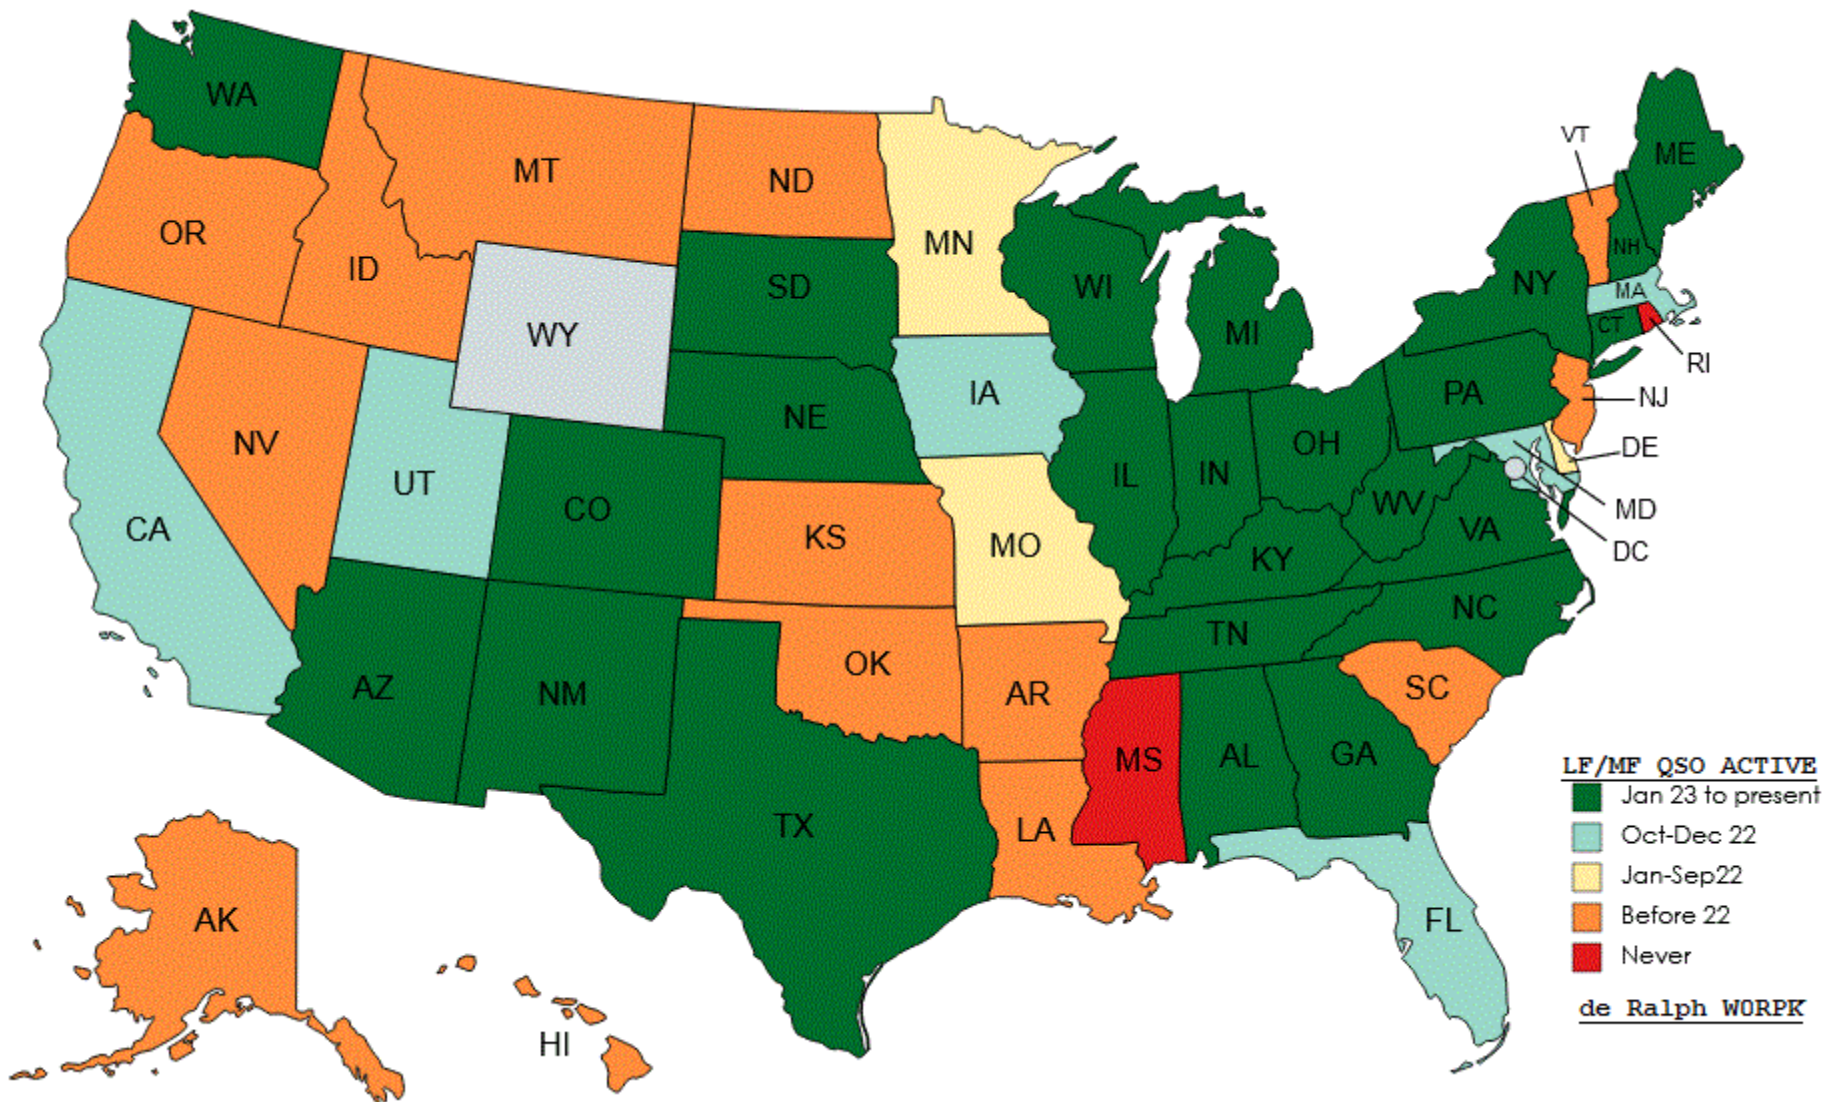 WA
MT
ND
MN
OR
ID
WY
SD
WI
MI
NY
VT
NH
ME
MA
CT
RI
NV
UT
CA
CO
NE
IA
IL
IN
OH
PA
NJ
DE
MD
DC
WV
VA
KS
MO
KY
NC
TN
AZ
NM
OK
AR
SC
MS
AL
GA
TX
LA
FL
AK
HI
LF/MF QSO ACTIVE
Jan 23 to present
Oct-Dec 22
Jan-Sep22
Before 22
Never
de Ralph W0RPK